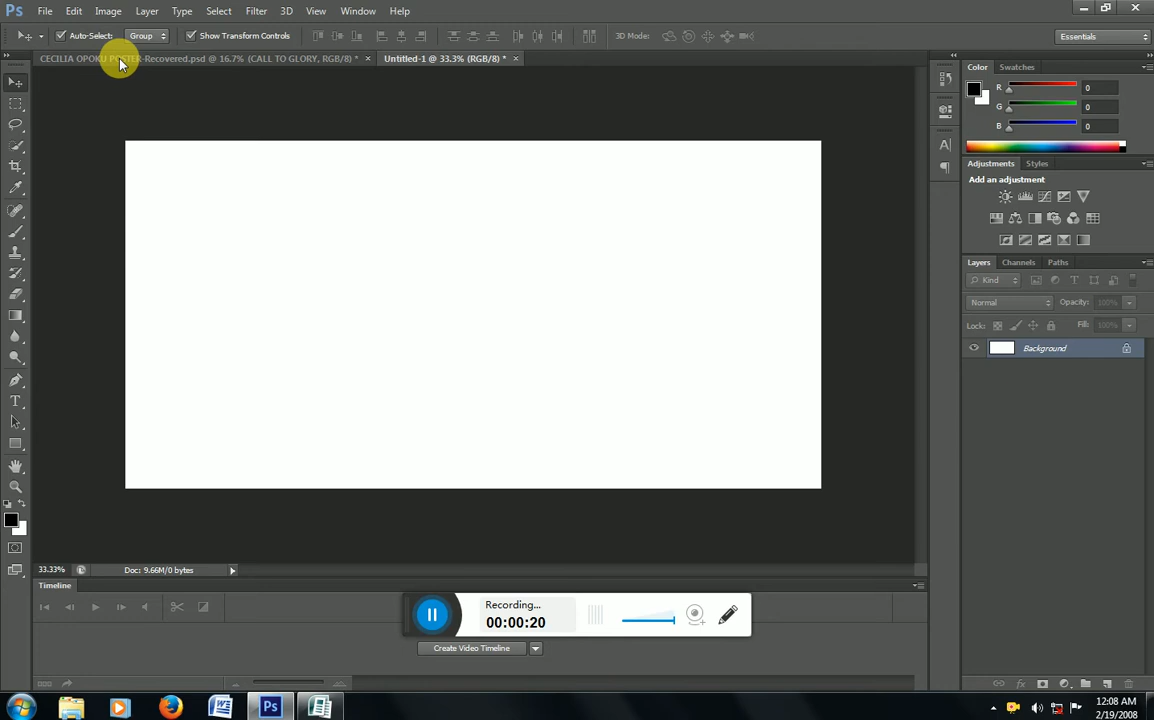 Ps File Edit Image Layer Type Select Filter 3D View Window Help
Auto-Select: Group Show Transform Controls 3D Mode: Essentials
CECILIA OPOKU POSTER-Recovered.psd @ 16.7% (CALL TO GLORY, RGB/8) * × Untitled-1 @ 33.3% (RGB/8) * ×
Color Swatches
R 0
G 0
B 0
Adjustments Styles
Add an adjustment
Layers Channels Paths
Kind
Normal Opacity: 100%
Lock: Fill: 100%
Background
33.33% Doc: 9.66M/0 bytes
Timeline
Recording...
00:00:20
Create Video Timeline
Ps
12:08 AM
2/19/2008